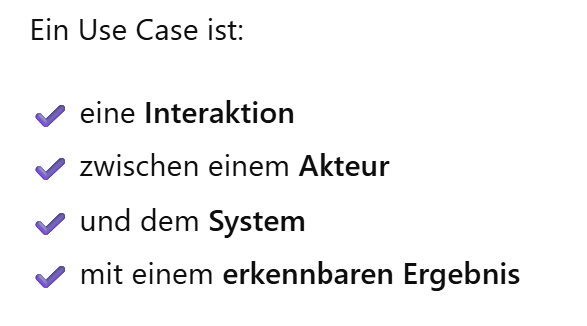 Ein Use Case ist:
eine Interaktion
zwischen einem Akteur
und dem System
mit einem erkennbaren Ergebnis